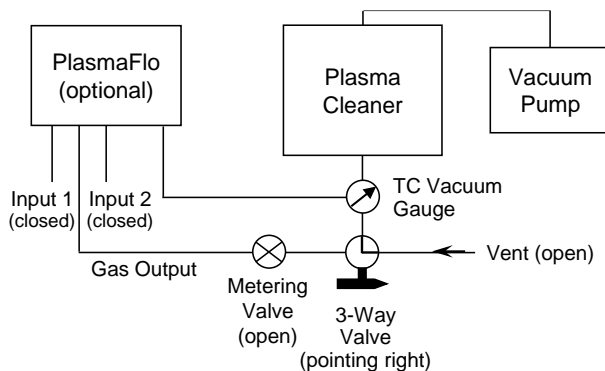 PlasmaFlo
(optional)
Plasma
Cleaner
Vacuum
Pump
Input 1
(closed)
Input 2
(closed)
TC Vacuum
Gauge
Gas Output
Vent (open)
Metering
Valve
(open)
3-Way
Valve
(pointing right)